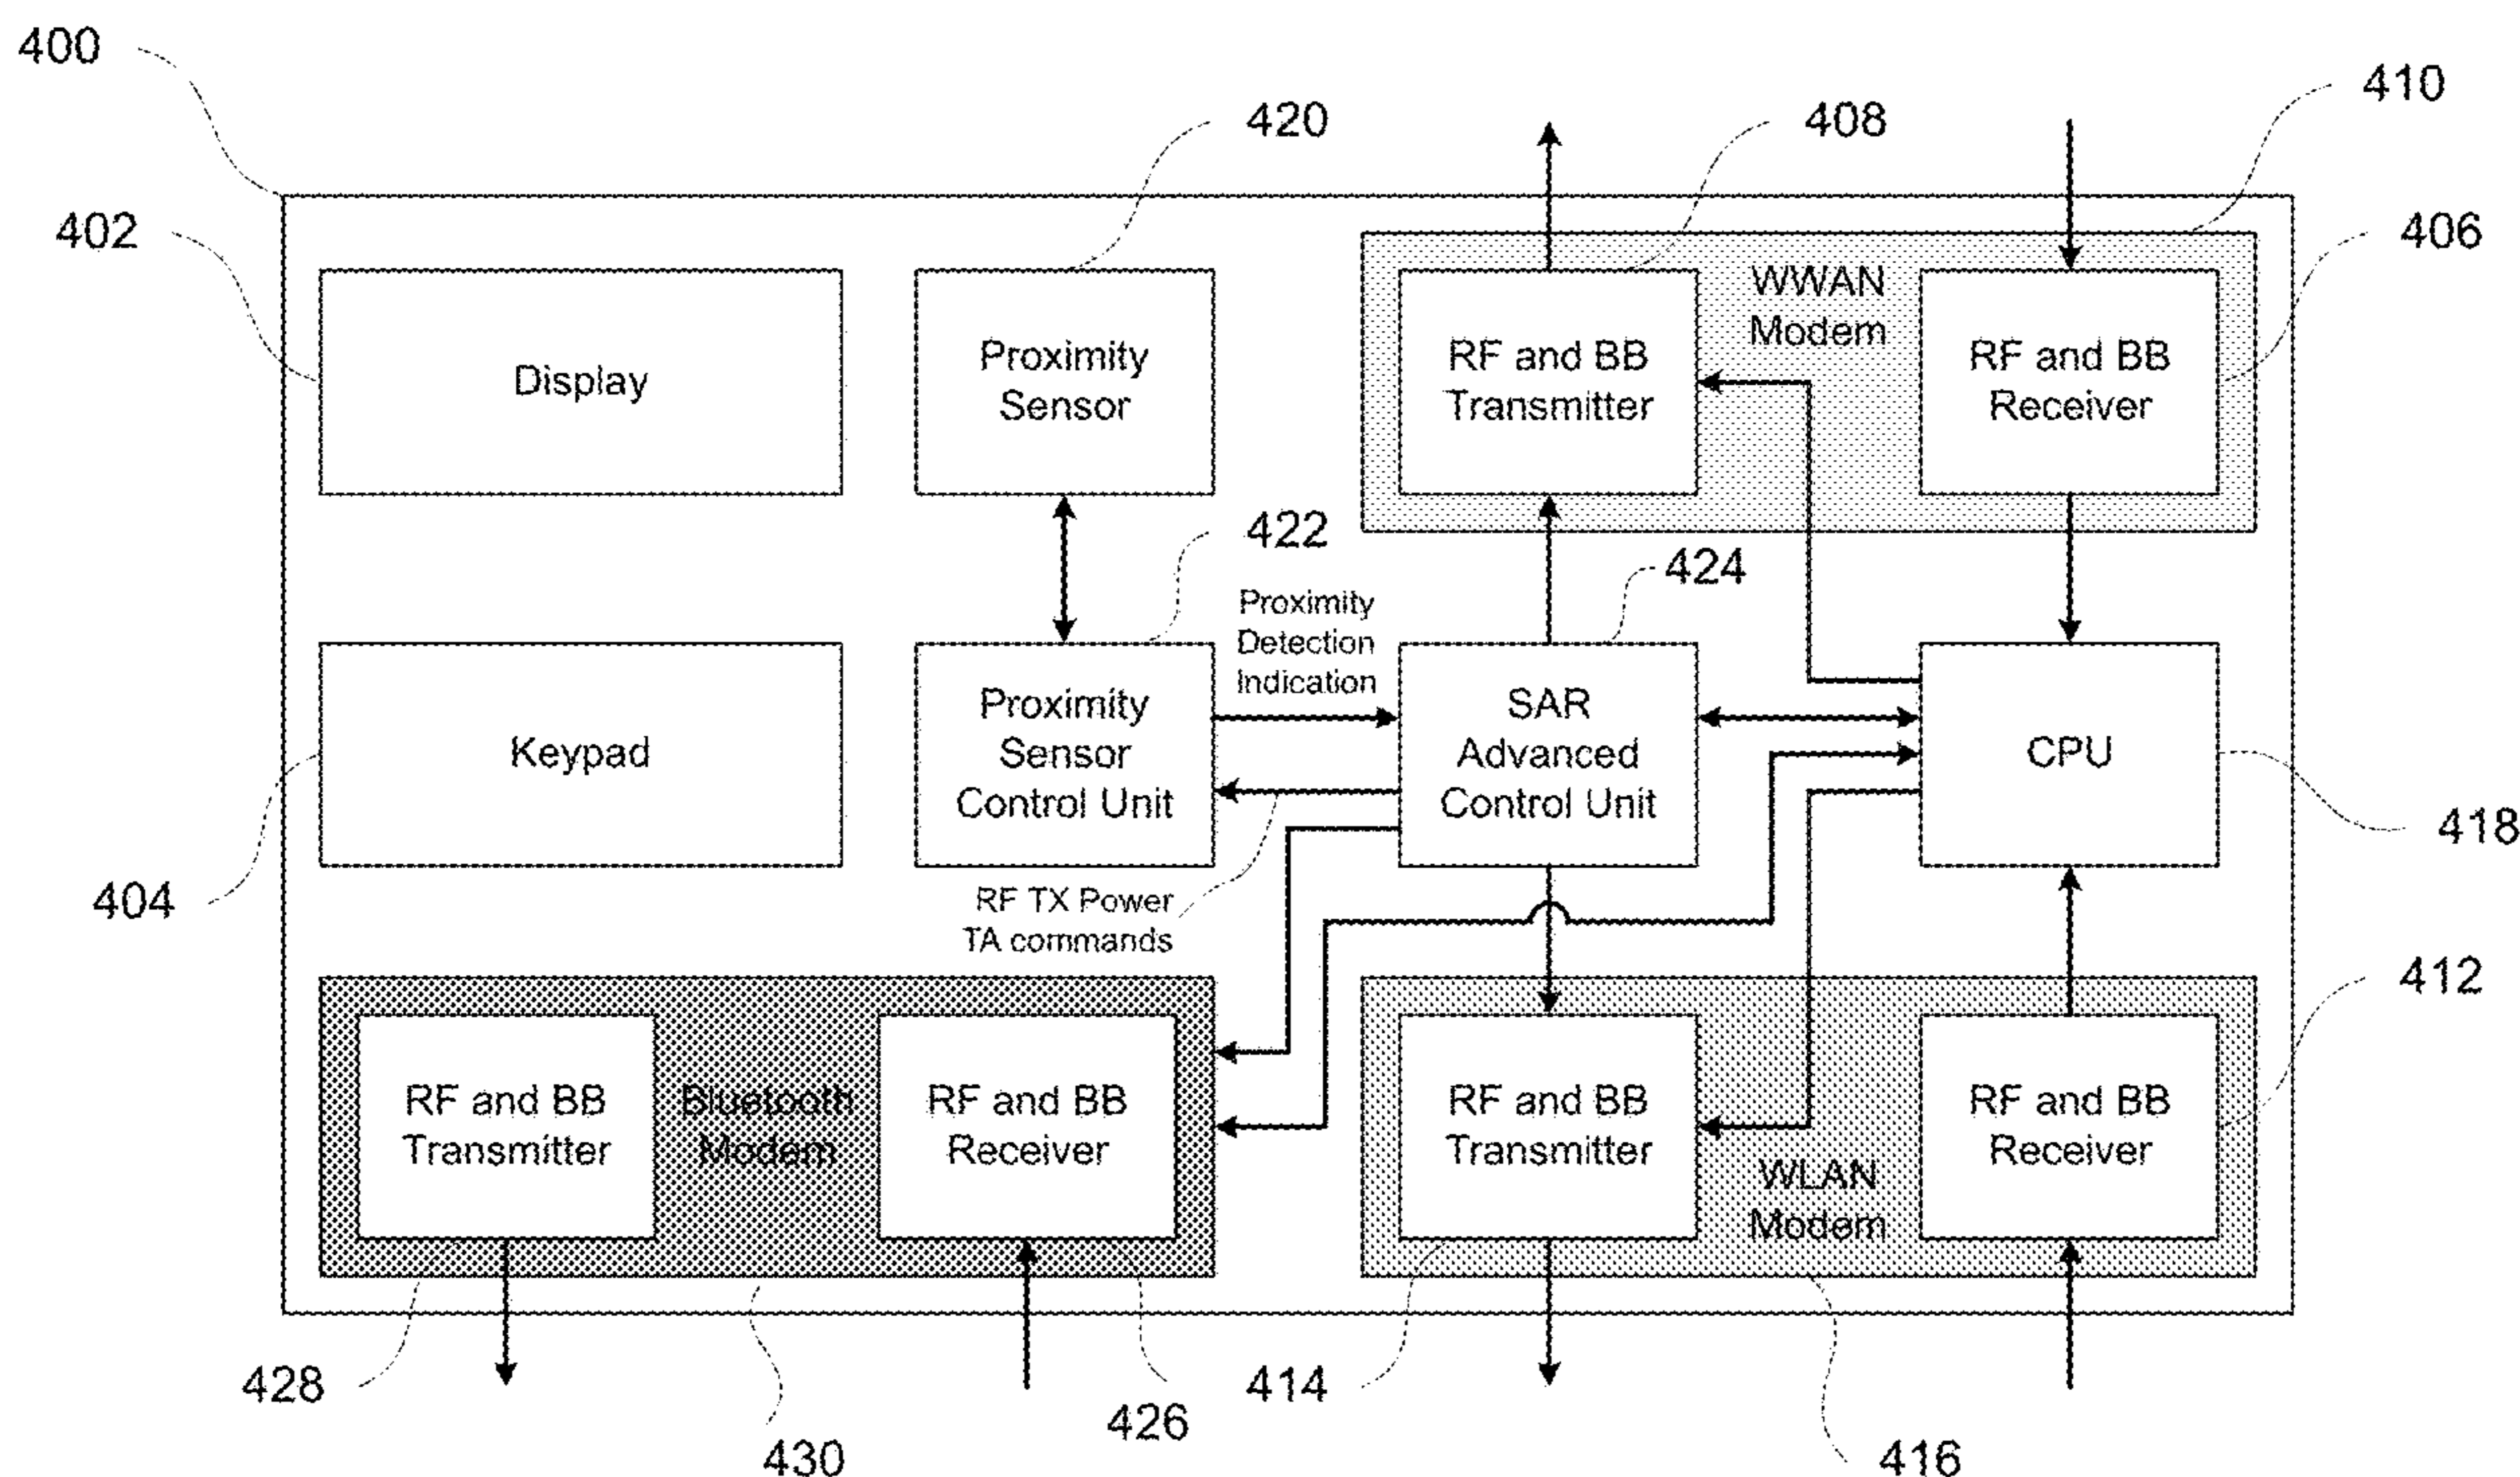 400
420
408
410
402
406
WWAN
Modem
Display
Proximity
Sensor
RF and BB
Transmitter
RF and BB
Receiver
422
424
Proximity
Detection
Indication
Keypad
Proximity
Sensor
Control Unit
SAR
Advanced
Control Unit
CPU
418
404
RF TX Power
TA commands
412
RF and BB
Transmitter
Bluetooth
Modem
RF and BB
Receiver
RF and BB
Transmitter
WLAN
Modem
RF and BB
Receiver
428
430
426
414
416